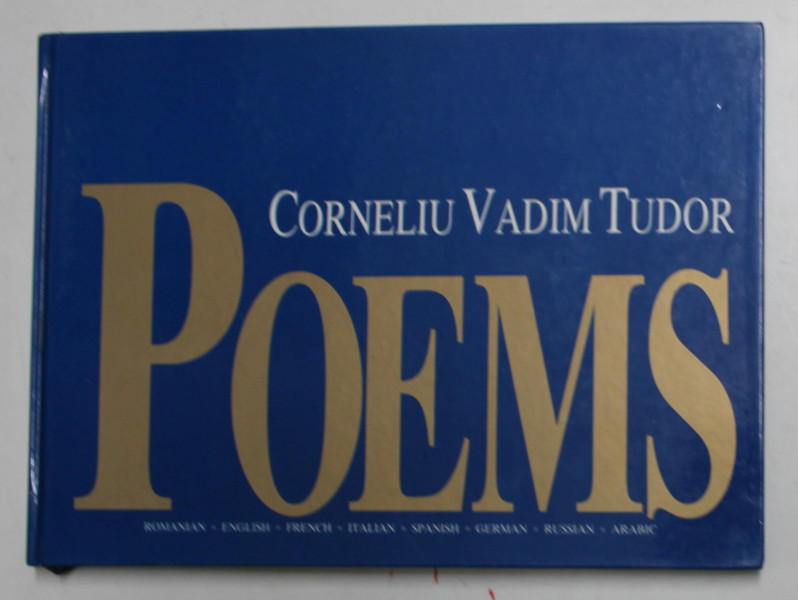 CORNELIU VADIM TUDOR
POEMS
ROMANIAN - ENGLISH - FRENCH - ITALIAN - SPANISH - GERMAN - RUSSIAN - ARABIC